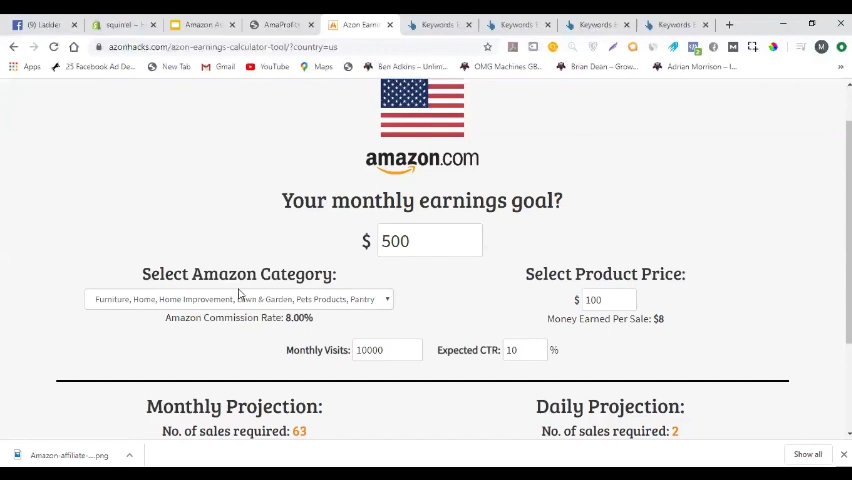 (9) Ladder
squirrel –
Amazon A
AmaProfits
Azon Earni
Keywords E
Keywords E
Keywords E
Keywords E
azonhacks.com/azon-earnings-calculator-tool/?country=us
Apps
25 Facebook Ad De...
New Tab
Gmail
YouTube
Maps
Ben Adkins – Unlim...
OMG Machines GB...
Brian Dean – Grow...
Adrian Morrison – I...
amazon.com
Your monthly earnings goal?
$ 500
Select Amazon Category:
Select Product Price:
Furniture, Home, Home Improvement, Lawn & Garden, Pets Products, Pantry
$ 100
Amazon Commission Rate: 8.00%
Money Earned Per Sale: $8
Monthly Visits: 10000
Expected CTR: 10 %
Monthly Projection:
Daily Projection:
No. of sales required: 63
No. of sales required: 2
Amazon-affiliate-....png
Show all